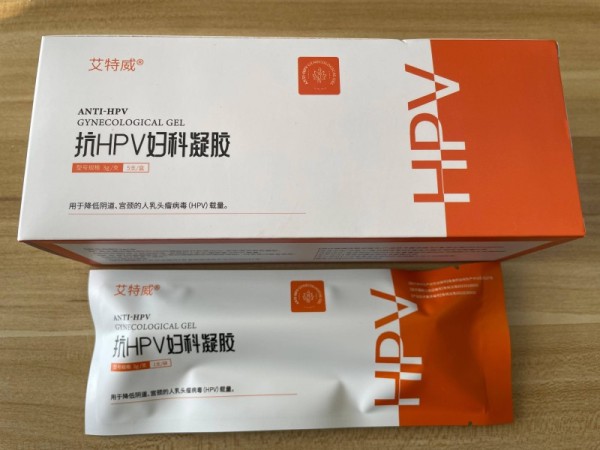 艾特威®
ANTI-HPV
GYNECOLOGICAL GEL
抗HPV妇科凝胶
用于降低阴道、宫颈的人乳头瘤病毒(HPV)载量。
HPV
艾特威®
ANTI-HPV
GYNECOLOGICAL GEL
抗HPV妇科凝胶
用于降低阴道、宫颈的人乳头瘤病毒(HPV)载量。
HPV